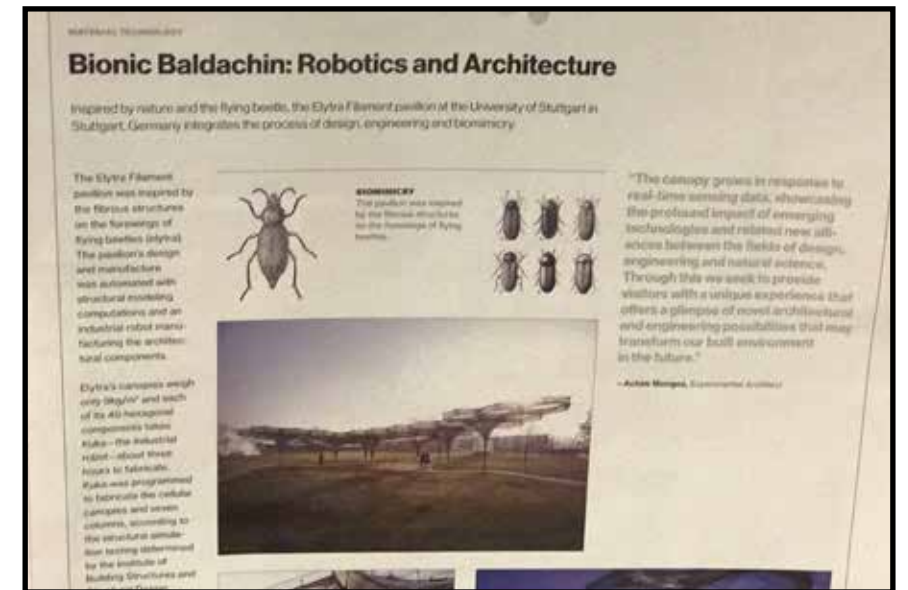 MATERIAL TECHNOLOGY
Bionic Baldachin: Robotics and Architecture
Inspired by nature and the flying beetle, the Elytra Filament pavilion at the University of Stuttgart in
Stuttgart, Germany integrates the process of design, engineering and biomimicry.
The Elytra Filament
pavilion was inspired by
the fibrous structures
on the forewings of
flying beetles (elytra).
The pavilion's design
and manufacture
was automated with
structural modeling
computations and an
industrial robot manu-
facturing the architec-
tural components.
Elytra's canopies weigh
only 9kg/m² and each
of its 40 hexagonal
components takes
Kuka—the industrial
robot—about three
hours to fabricate.
Kuka was programmed
to fabricate the cellular
canopies and seven
columns, according to
the structural simula-
tion testing determined
by the Institute of
Building Structures and
BIOMIMICRY
The pavilion was inspired
by the fibrous structures
on the forewings of flying
beetles.
"The canopy grows in response to
real-time sensing data, showcasing
the profound impact of emerging
technologies and related new alli-
ances between the fields of design,
engineering and natural science.
Through this we seek to provide
visitors with a unique experience that
offers a glimpse of novel architectural
and engineering possibilities that may
transform our built environment
in the future."
–Achim Menges, Experimental Architect